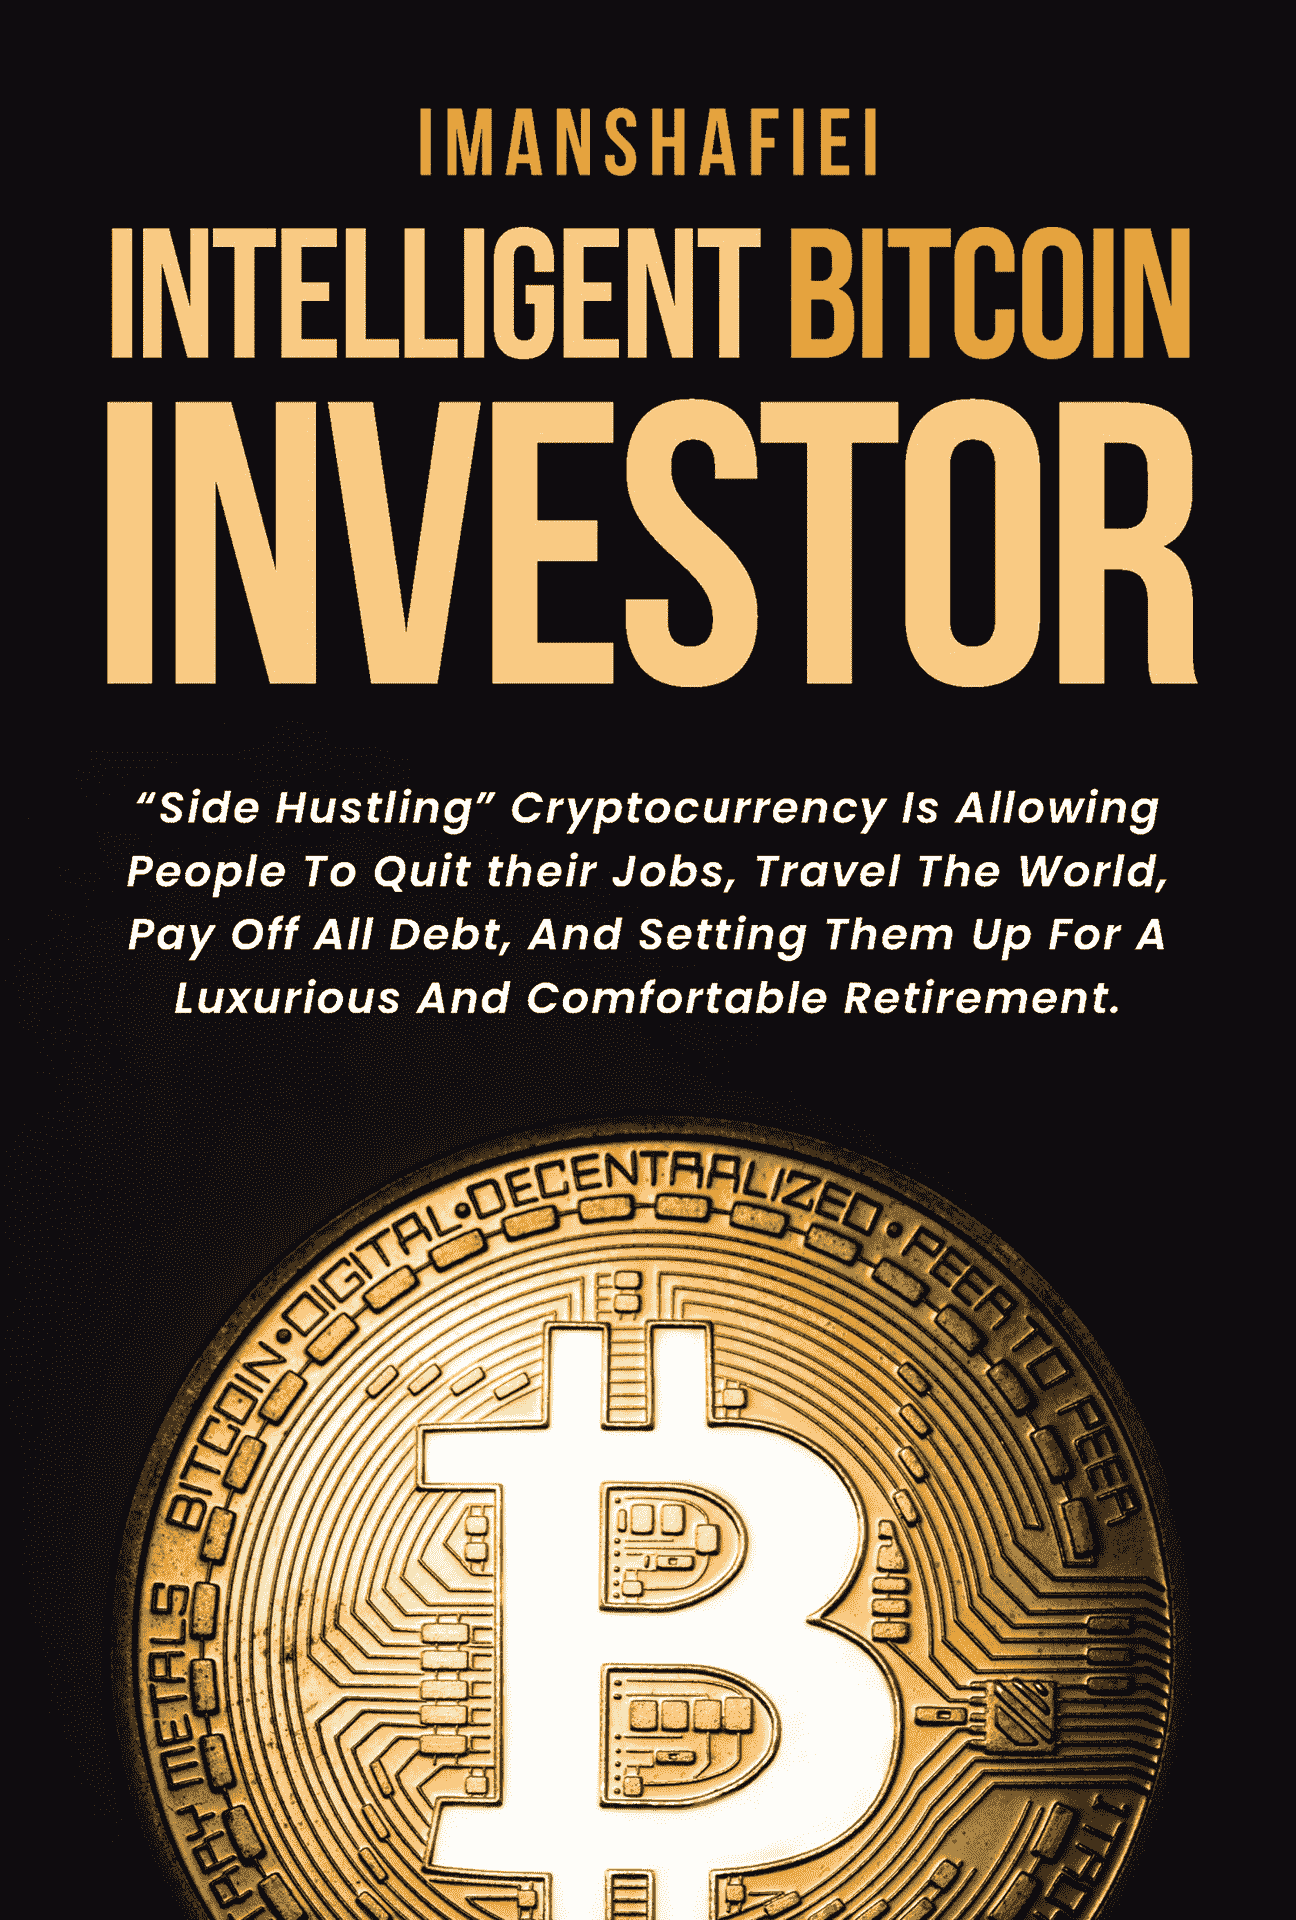 IMANSHAFIEI
INTELLIGENT BITCOIN
INVESTOR
“Side Hustling” Cryptocurrency Is Allowing
People To Quit their Jobs, Travel The World,
Pay Off All Debt, And Setting Them Up For A
Luxurious And Comfortable Retirement.
BITCOIN•DIGITAL•DECENTRALIZED•PEER TO PEER
METALS